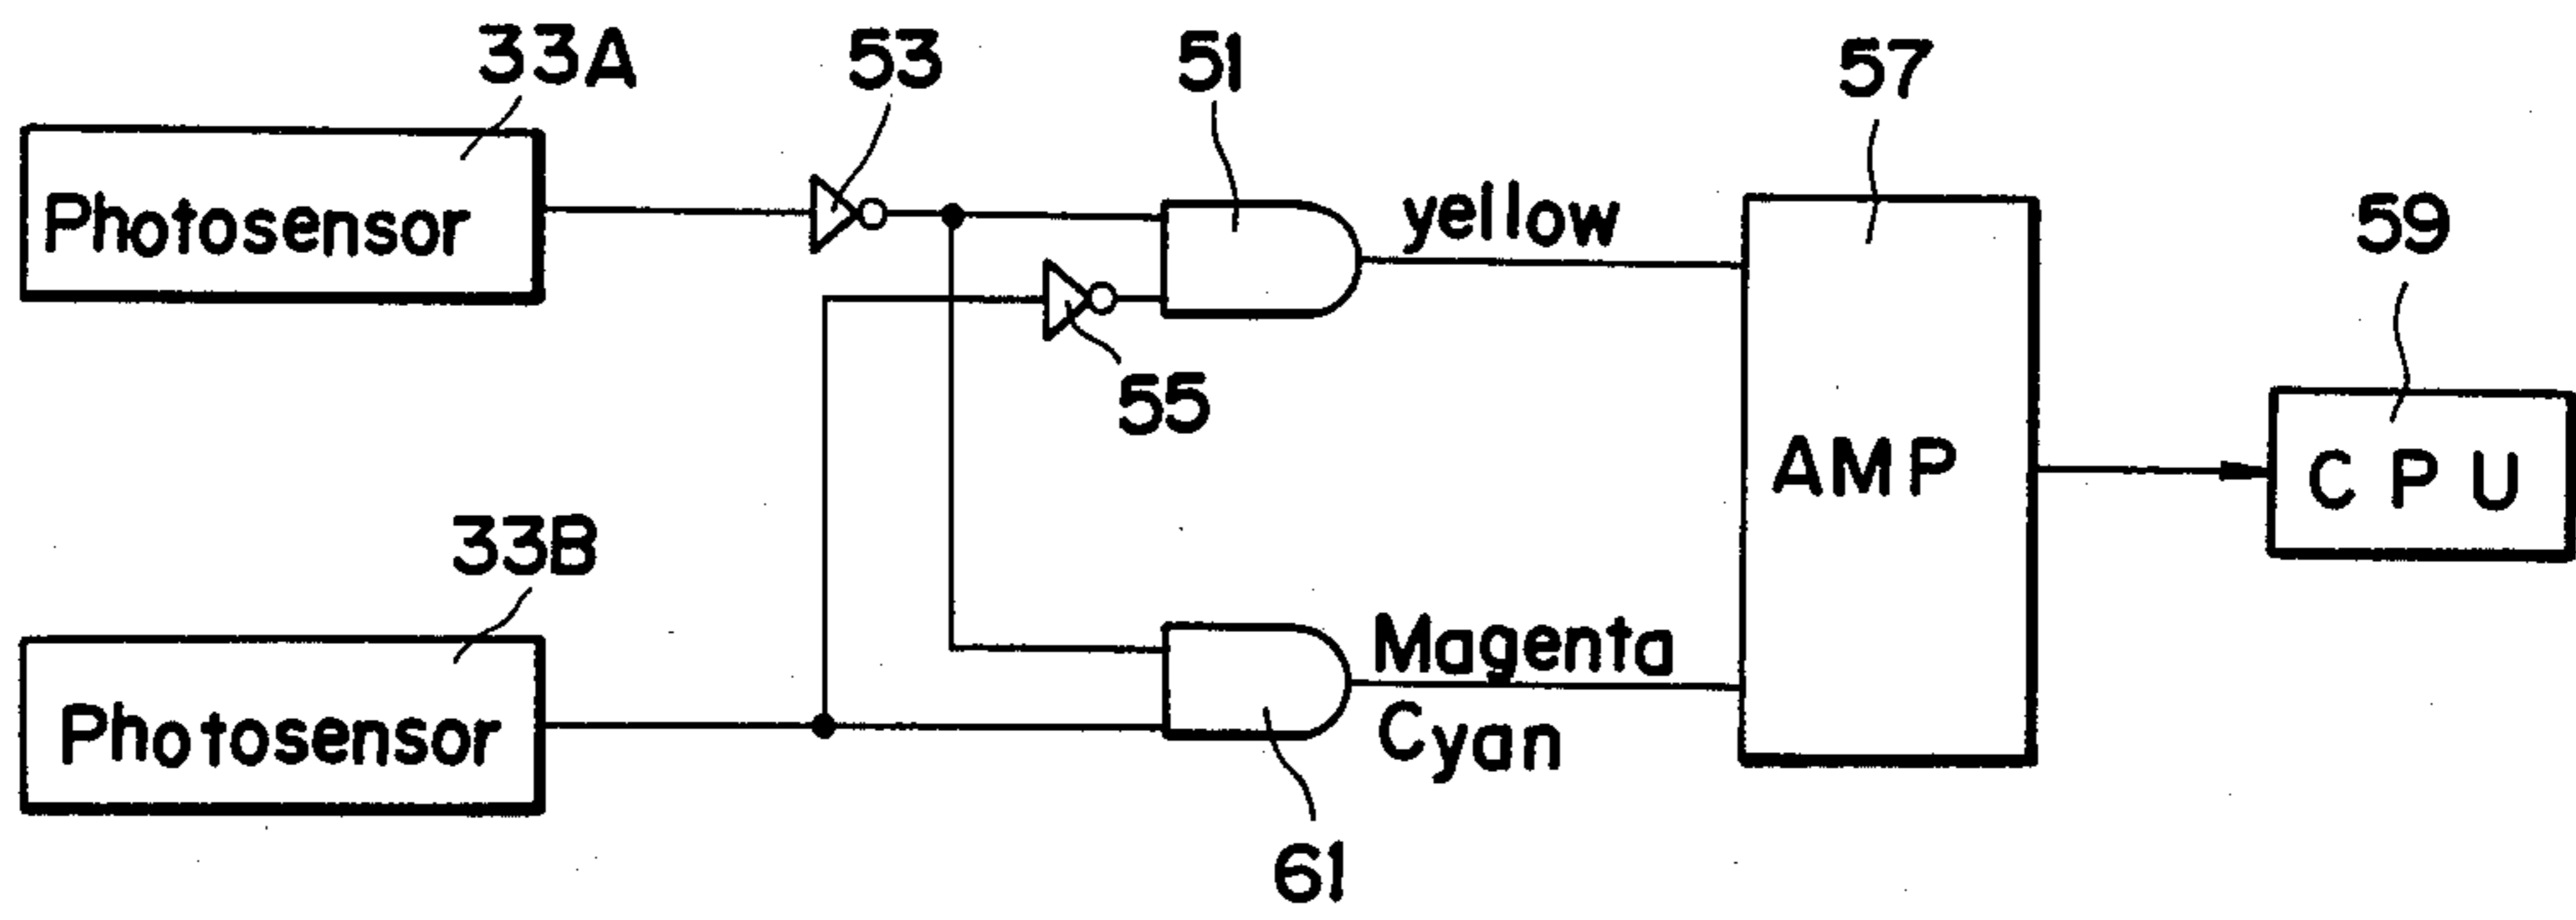 33A
53
51
57
Photosensor
yellow
59
55
AMP
C P U
33B
Magenta
Photosensor
Cyan
61